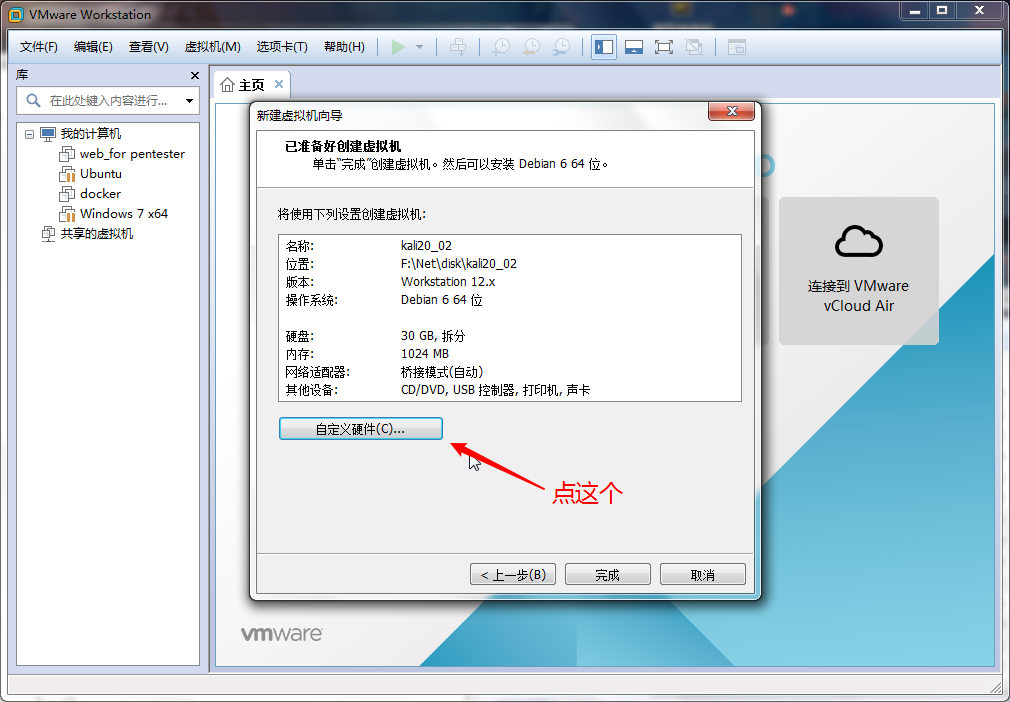 VMware Workstation
文件(F) 编辑(E) 查看(V) 虚拟机(M) 选项卡(T) 帮助(H)
库
在此处键入内容进行...
我的计算机
web_for pentester
Ubuntu
docker
Windows 7 x64
共享的虚拟机
主页
新建虚拟机向导
已准备好创建虚拟机
单击“完成”创建虚拟机。然后可以安装 Debian 6 64 位。
将使用下列设置创建虚拟机:
名称: kali20_02
位置: F:\Net\disk\kali20_02
版本: Workstation 12.x
操作系统: Debian 6 64 位
硬盘: 30 GB, 拆分
内存: 1024 MB
网络适配器: 桥接模式(自动)
其他设备: CD/DVD, USB 控制器, 打印机, 声卡
自定义硬件(C)...
点这个
< 上一步(B) 完成 取消
连接到 VMware
vCloud Air
vmware